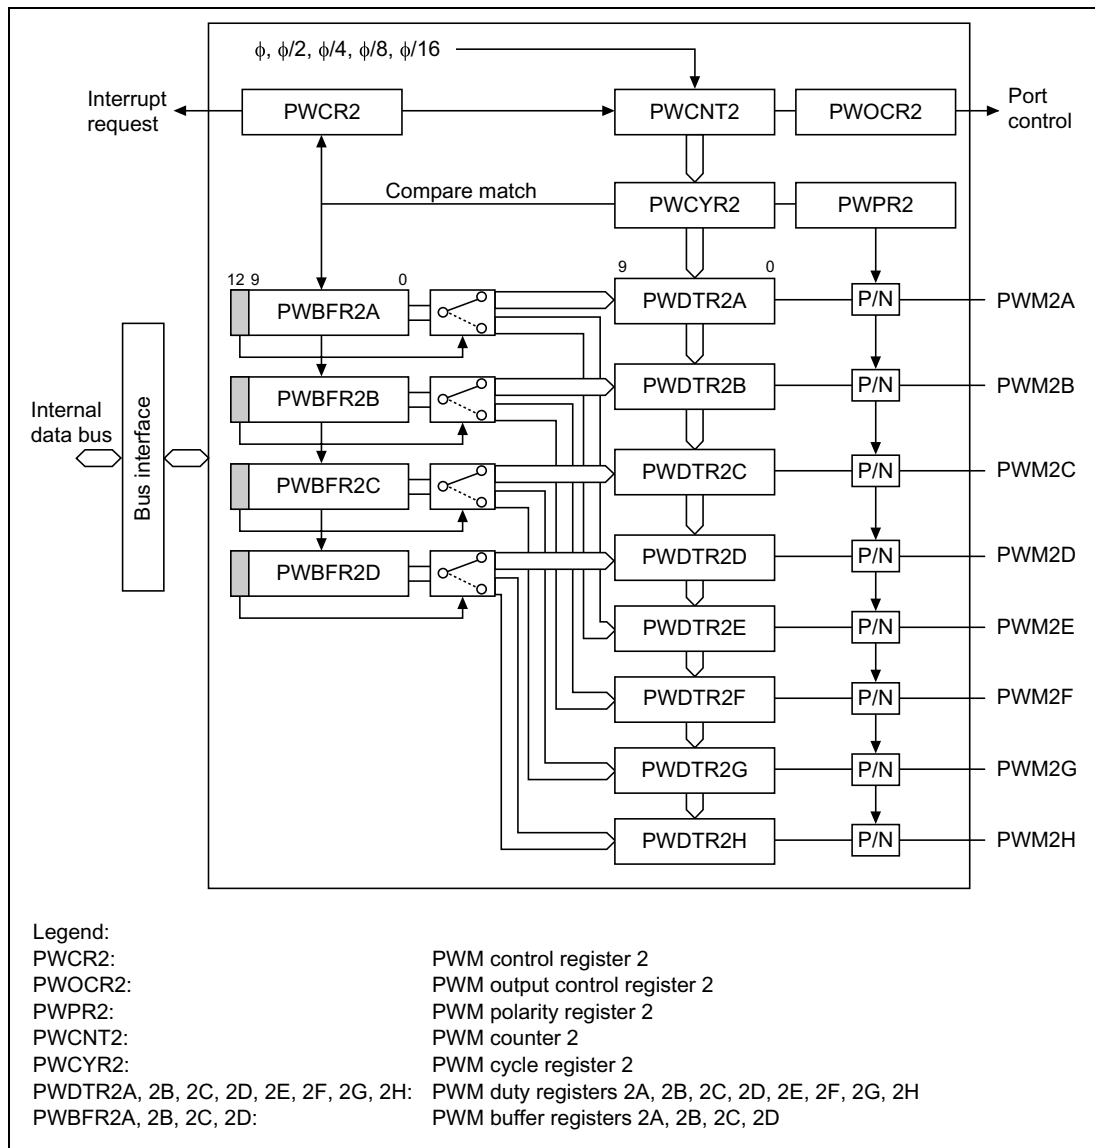 ϕ, ϕ/2, ϕ/4, ϕ/8, ϕ/16
Interrupt
request
PWCR2
PWCNT2
PWOCR2
Port
control
Compare match
PWCYR2
PWPR2
12 9 0
9 0
PWBFR2A
PWDTR2A
P/N
PWM2A
PWBFR2B
PWDTR2B
P/N
PWM2B
Internal
data bus
Bus interface
PWBFR2C
PWDTR2C
P/N
PWM2C
PWBFR2D
PWDTR2D
P/N
PWM2D
PWDTR2E
P/N
PWM2E
PWDTR2F
P/N
PWM2F
PWDTR2G
P/N
PWM2G
PWDTR2H
P/N
PWM2H
Legend:
PWCR2: PWM control register 2
PWOCR2: PWM output control register 2
PWPR2: PWM polarity register 2
PWCNT2: PWM counter 2
PWCYR2: PWM cycle register 2
PWDTR2A, 2B, 2C, 2D, 2E, 2F, 2G, 2H: PWM duty registers 2A, 2B, 2C, 2D, 2E, 2F, 2G, 2H
PWBFR2A, 2B, 2C, 2D: PWM buffer registers 2A, 2B, 2C, 2D